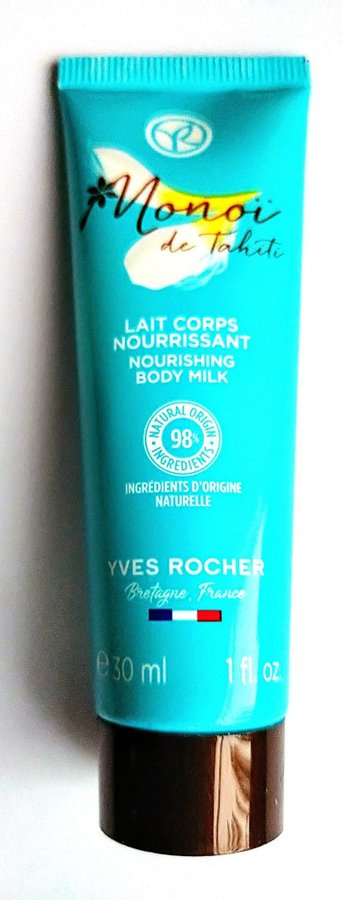 YR
Monoï
de Tahiti
LAIT CORPS
NOURRISSANT
NOURISHING
BODY MILK
NATURAL ORIGIN
98%
INGREDIENTS
INGRÉDIENTS D'ORIGINE
NATURELLE
YVES ROCHER
Bretagne, France
e 30 ml 1 fl. oz.